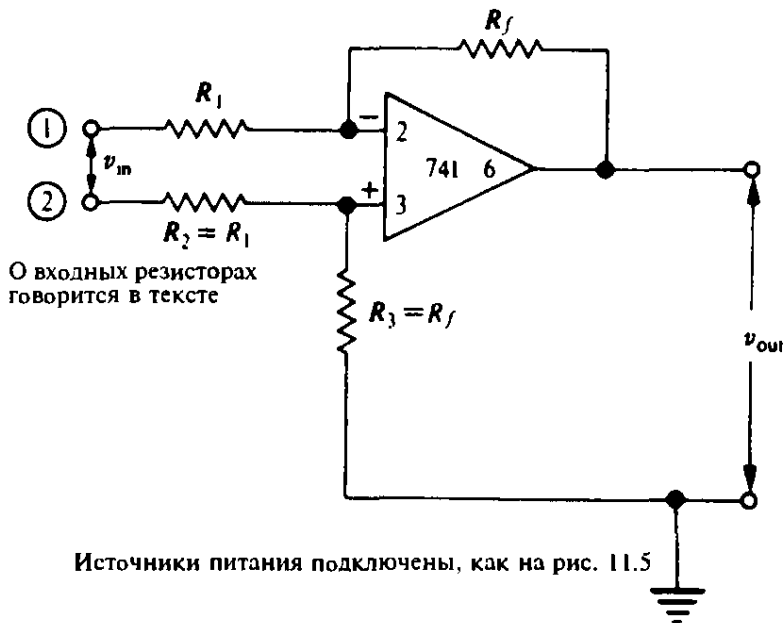 R_f
R_1
1
−
2
v_in
741 6
2
+
3
R_2 = R_1
О входных резисторах
говорится в тексте
R_3 = R_f
v_out
Источники питания подключены, как на рис. 11.5